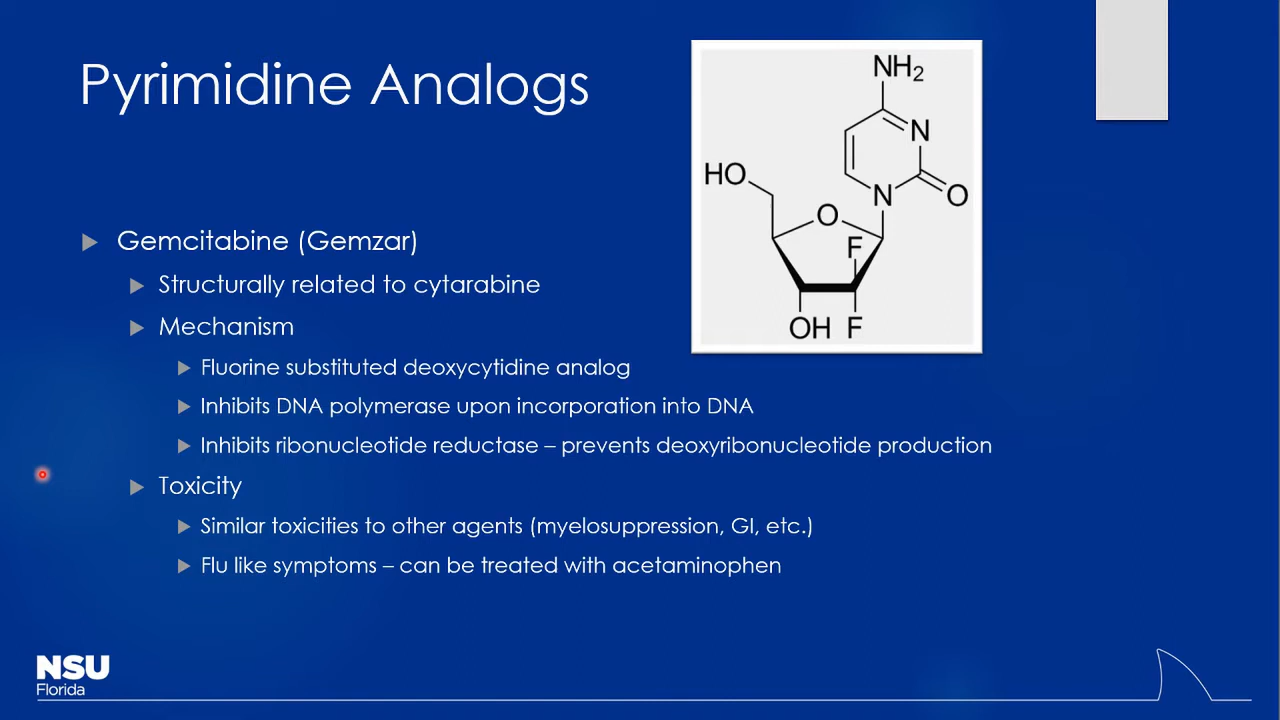 Pyrimidine Analogs
NH2
N
HO
N
O
O
F
OH F
Gemcitabine (Gemzar)
Structurally related to cytarabine
Mechanism
Fluorine substituted deoxycytidine analog
Inhibits DNA polymerase upon incorporation into DNA
Inhibits ribonucleotide reductase – prevents deoxyribonucleotide production
Toxicity
Similar toxicities to other agents (myelosuppression, GI, etc.)
Flu like symptoms – can be treated with acetaminophen
NSU
Florida